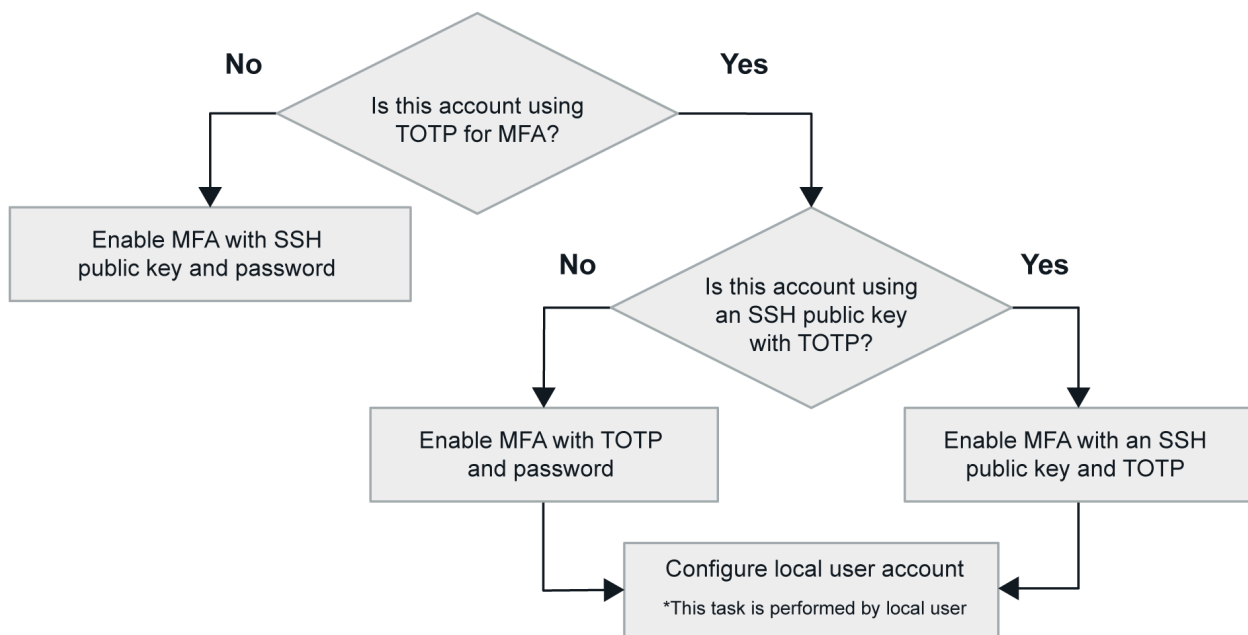 No
Yes
Is this account using
TOTP for MFA?
Enable MFA with SSH
public key and password
No
Yes
Is this account using
an SSH public key
with TOTP?
Enable MFA with TOTP
and password
Enable MFA with an SSH
public key and TOTP
Configure local user account
*This task is performed by local user